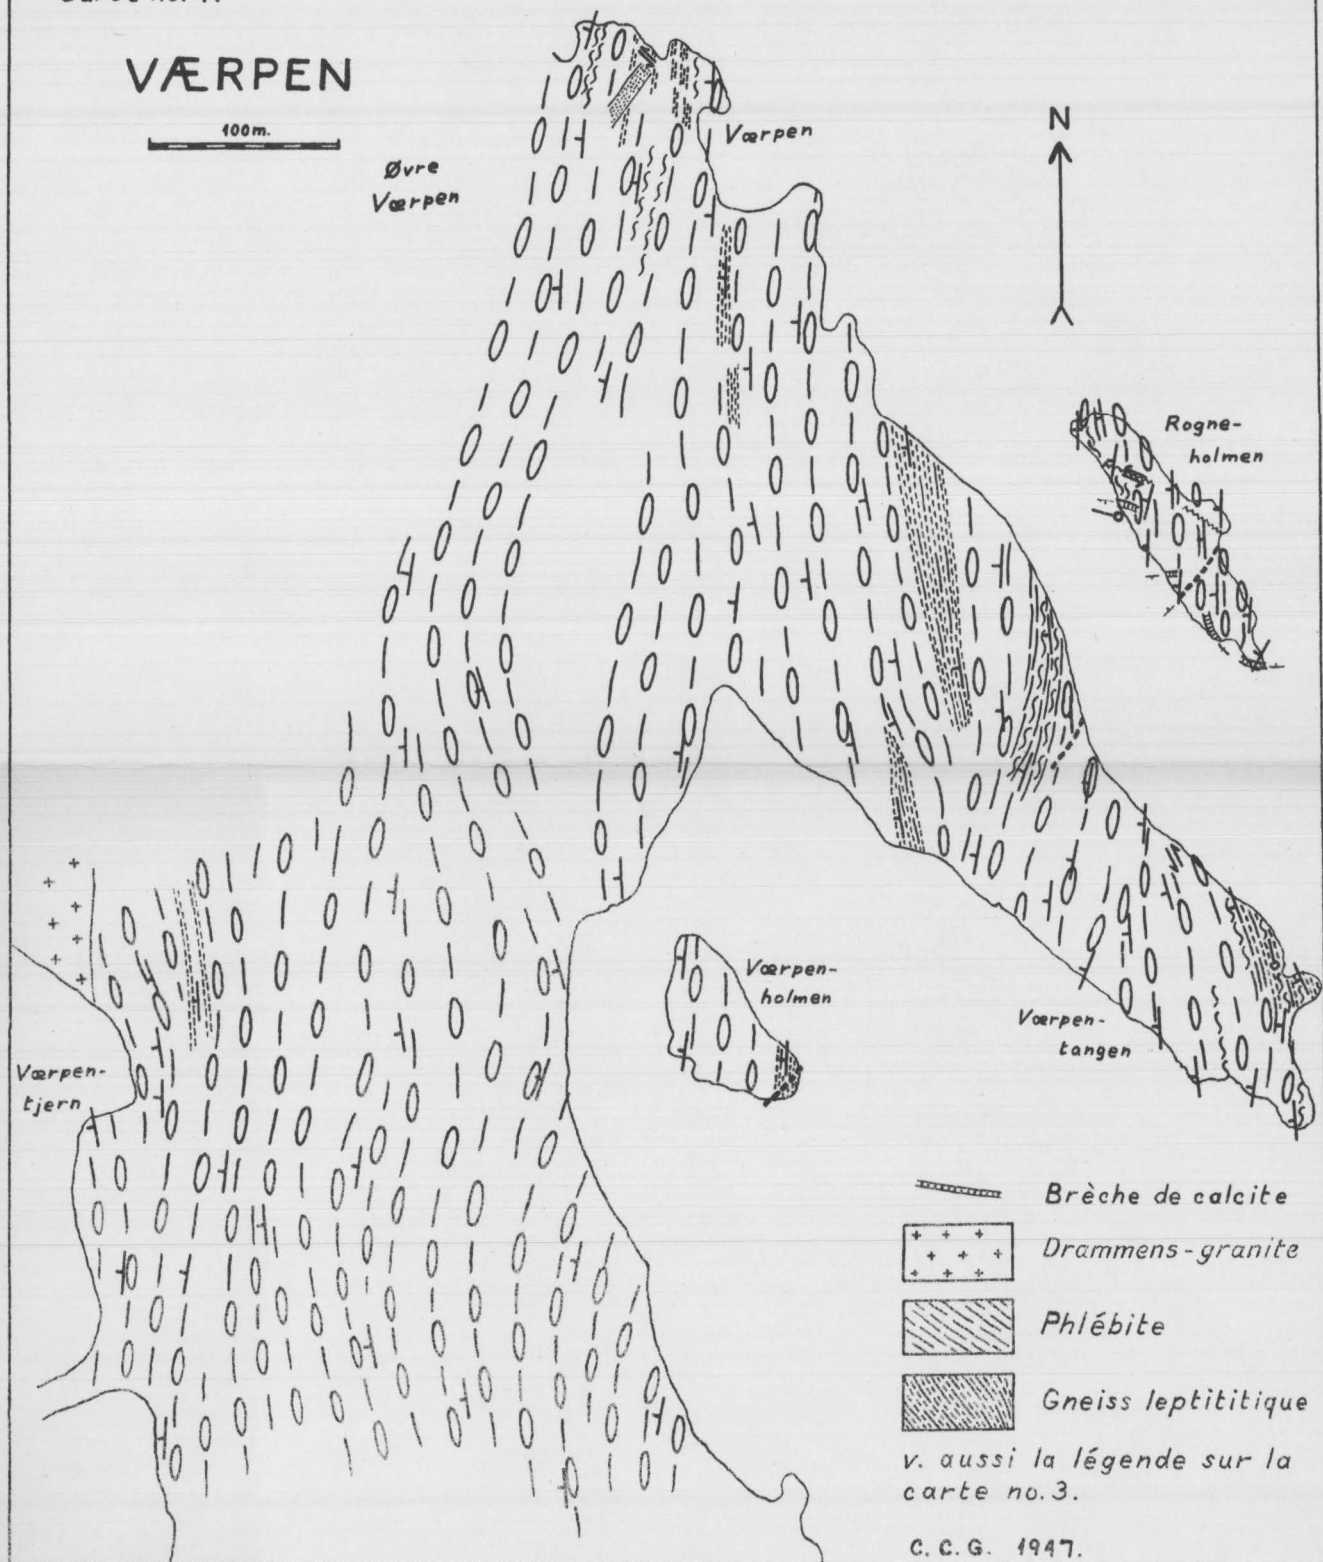 VÆRPEN
100m.
Øvre
Værpen
Værpen
N
Rogne-
holmen
Værpen-
holmen
Værpen-
tangen
Værpen-
tjern
Brèche de calcite
Drammens-granite
Phlébite
Gneiss leptititique
v. aussi la légende sur la
carte no.3.
C.C.G. 1947.